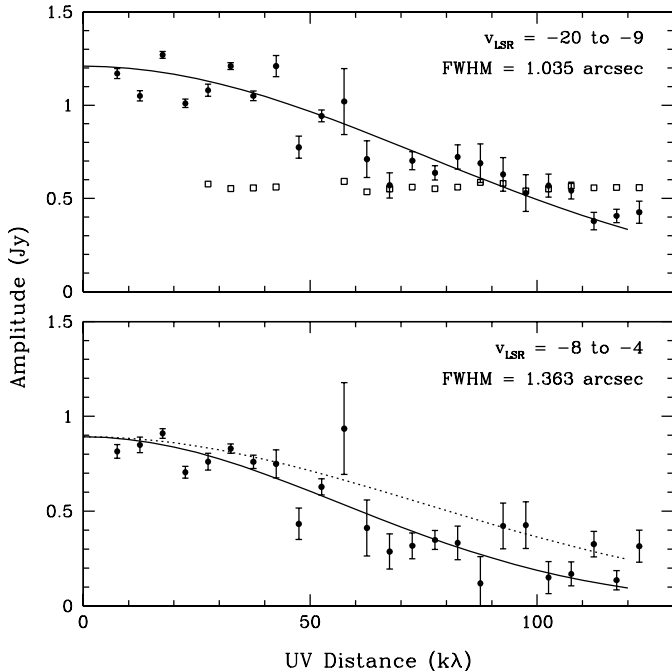 1.5
v_LSR = −20 to −9
FWHM = 1.035 arcsec
1
0.5
0
Amplitude (Jy)
1.5
v_LSR = −8 to −4
FWHM = 1.363 arcsec
1
0.5
0
0 50 100
UV Distance (kλ)